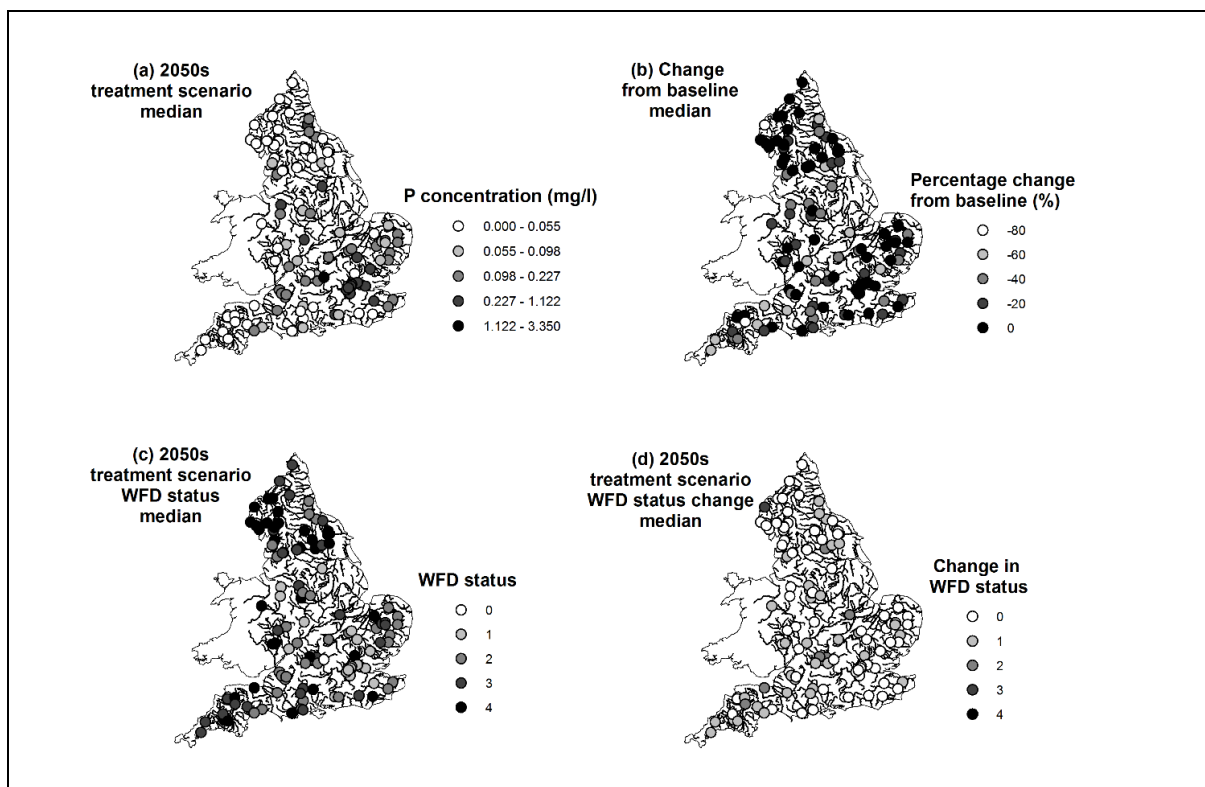 (a) 2050s
treatment scenario
median
P concentration (mg/l)
0.000 - 0.055
0.055 - 0.098
0.098 - 0.227
0.227 - 1.122
1.122 - 3.350
(b) Change
from baseline
median
Percentage change
from baseline (%)
-80
-60
-40
-20
0
(c) 2050s
treatment scenario
WFD status
median
WFD status
0
1
2
3
4
(d) 2050s
treatment scenario
WFD status change
median
Change in
WFD status
0
1
2
3
4